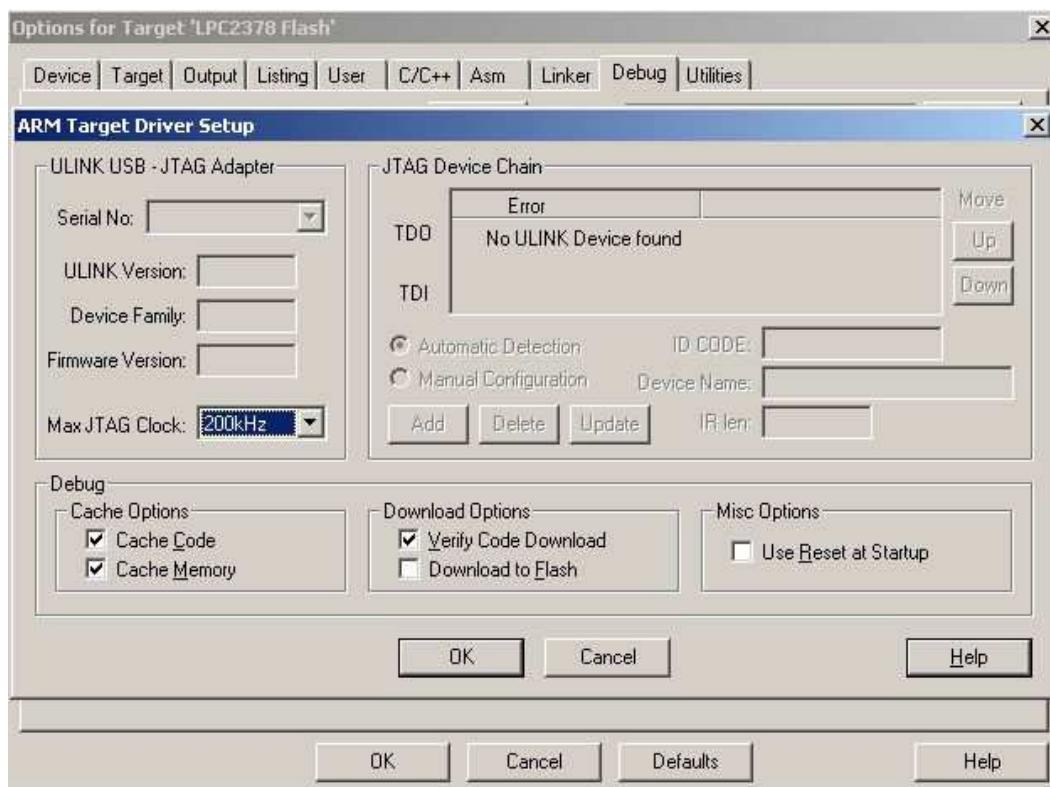 Options for Target 'LPC2378 Flash'
Device Target Output Listing User C/C++ Asm Linker Debug Utilities
ARM Target Driver Setup
ULINK USB - JTAG Adapter
Serial No:
ULINK Version:
Device Family:
Firmware Version:
Max JTAG Clock: 200kHz
JTAG Device Chain
Error
TDO No ULINK Device found
TDI
Move
Up
Down
Automatic Detection
Manual Configuration
ID CODE:
Device Name:
Add Delete Update IR len:
Debug
Cache Options
Cache Code
Cache Memory
Download Options
Verify Code Download
Download to Flash
Misc Options
Use Reset at Startup
OK Cancel Help
OK Cancel Defaults Help